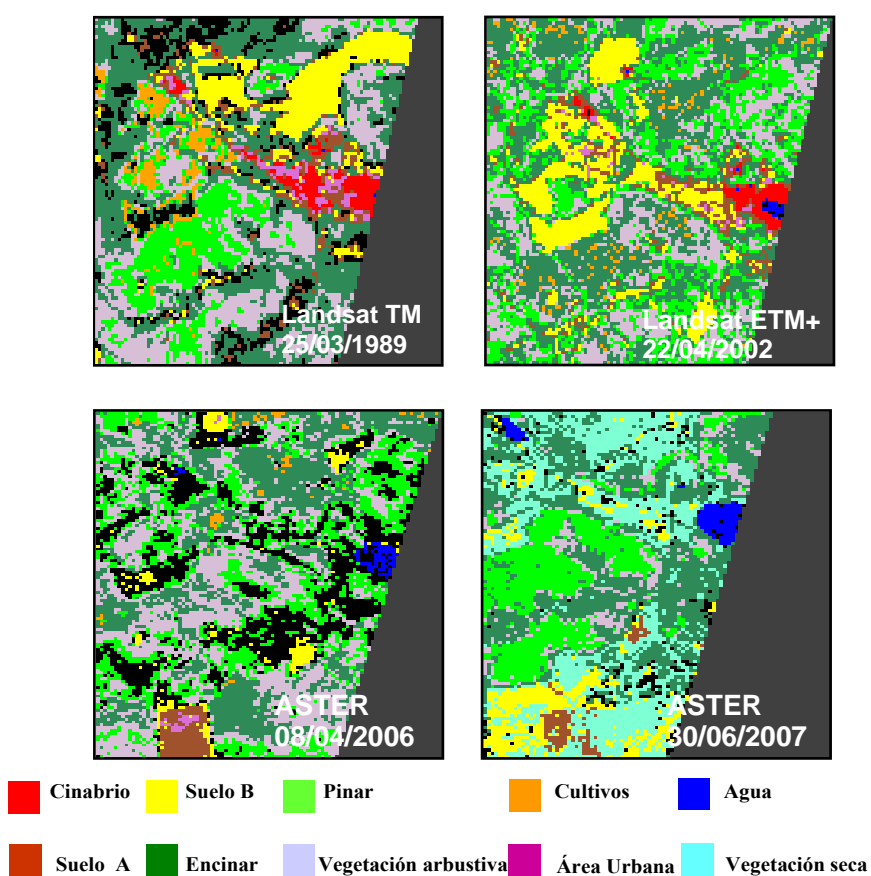 Landsat TM
25/03/1989
Landsat ETM+
22/04/2002
ASTER
08/04/2006
ASTER
30/06/2007
Cinabrio Suelo B Pinar Cultivos Agua
Suelo A Encinar Vegetación arbustiva Área Urbana Vegetación seca